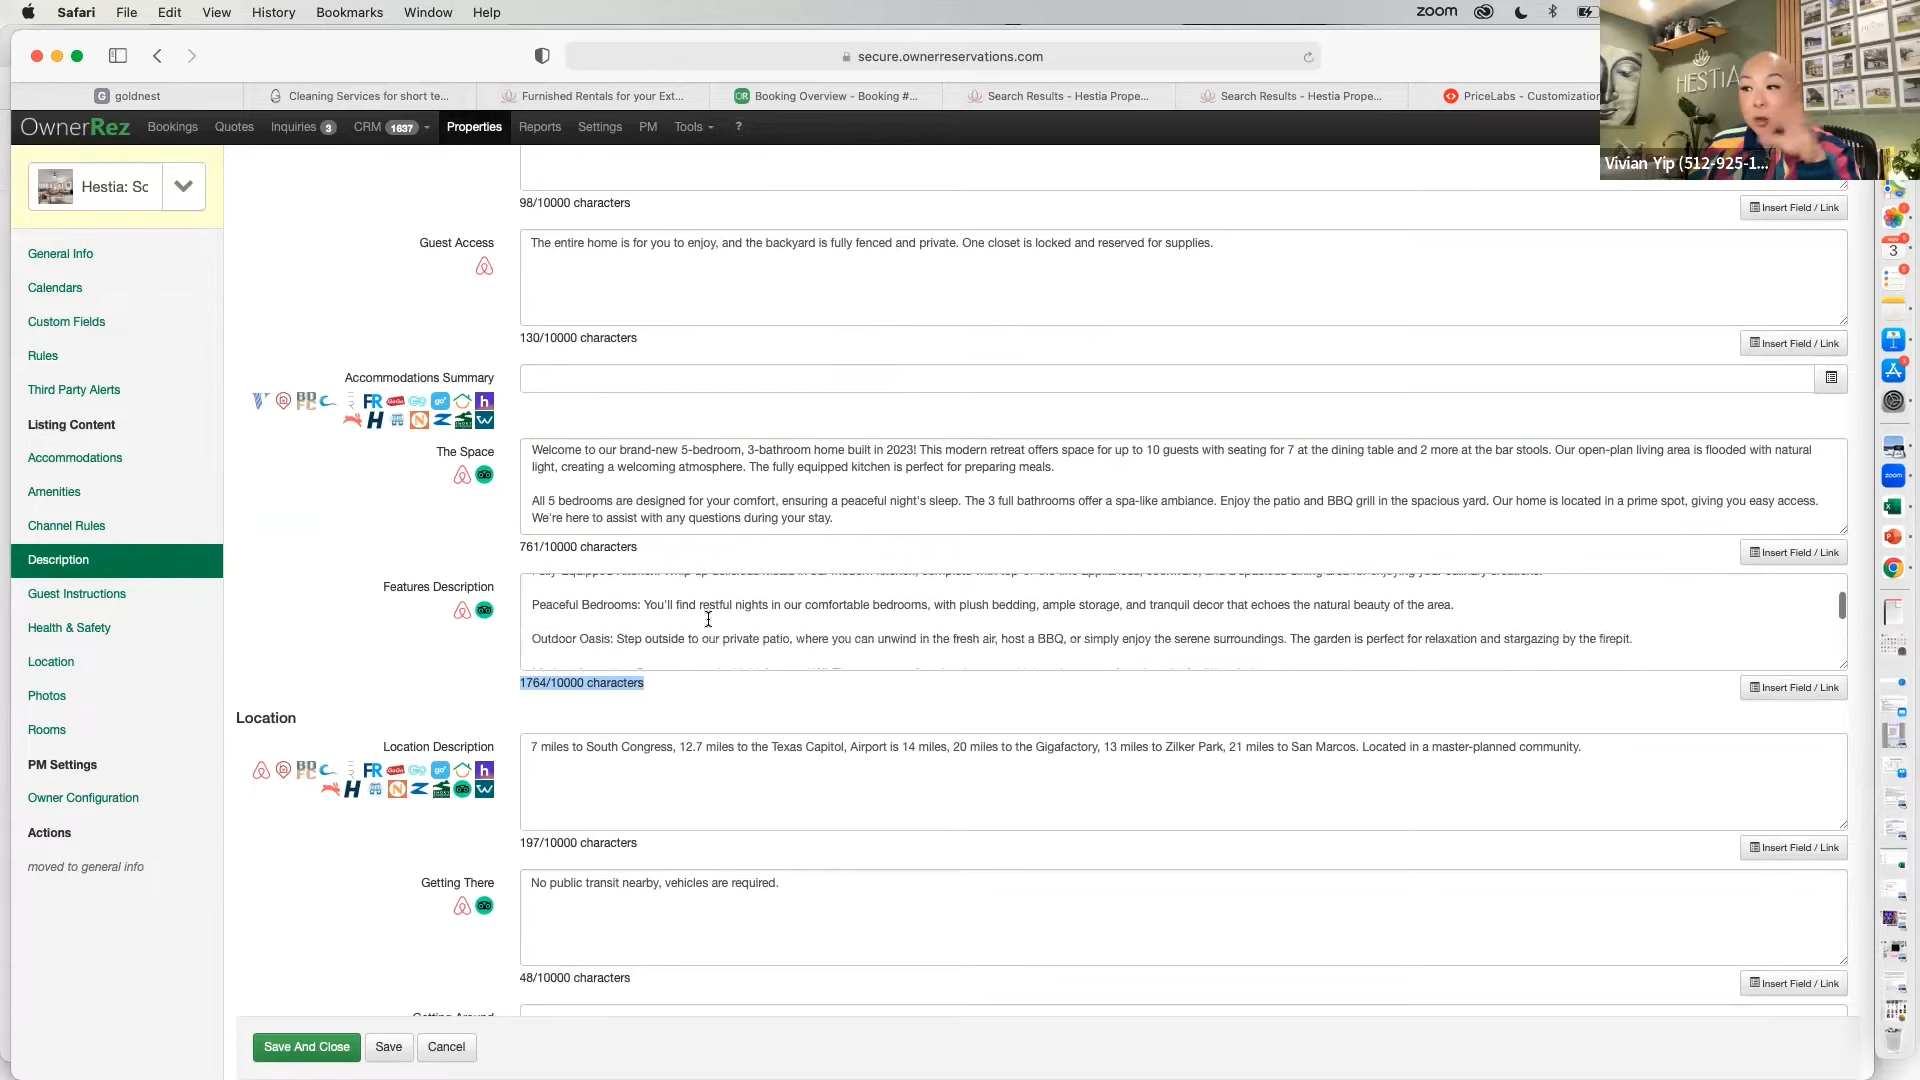 Safari File Edit View History Bookmarks Window Help
zoom
secure.ownerreservations.com
goldnest
Cleaning Services for short te...
Furnished Rentals for your Ext...
Booking Overview - Booking #...
Search Results - Hestia Prope...
Search Results - Hestia Prope...
PriceLabs - Customization
HESTIA
Vivian Yip (512-925-1...
OwnerRez Bookings Quotes Inquiries 3 CRM 1637 Properties Reports Settings PM Tools ?
Hestia: Sc
General Info
Calendars
Custom Fields
Rules
Third Party Alerts
Listing Content
Accommodations
Amenities
Channel Rules
Description
Guest Instructions
Health & Safety
Location
Photos
Rooms
PM Settings
Owner Configuration
Actions
moved to general info
98/10000 characters
Insert Field / Link
Guest Access
The entire home is for you to enjoy, and the backyard is fully fenced and private. One closet is locked and reserved for supplies.
130/10000 characters
Insert Field / Link
Accommodations Summary
The Space
Welcome to our brand-new 5-bedroom, 3-bathroom home built in 2023! This modern retreat offers space for up to 10 guests with seating for 7 at the dining table and 2 more at the bar stools. Our open-plan living area is flooded with natural
light, creating a welcoming atmosphere. The fully equipped kitchen is perfect for preparing meals.
All 5 bedrooms are designed for your comfort, ensuring a peaceful night's sleep. The 3 full bathrooms offer a spa-like ambiance. Enjoy the patio and BBQ grill in the spacious yard. Our home is located in a prime spot, giving you easy access.
We're here to assist with any questions during your stay.
761/10000 characters
Insert Field / Link
Features Description
Peaceful Bedrooms: You'll find restful nights in our comfortable bedrooms, with plush bedding, ample storage, and tranquil decor that echoes the natural beauty of the area.
Outdoor Oasis: Step outside to our private patio, where you can unwind in the fresh air, host a BBQ, or simply enjoy the serene surroundings. The garden is perfect for relaxation and stargazing by the firepit.
1764/10000 characters
Insert Field / Link
Location
Location Description
7 miles to South Congress, 12.7 miles to the Texas Capitol, Airport is 14 miles, 20 miles to the Gigafactory, 13 miles to Zilker Park, 21 miles to San Marcos. Located in a master-planned community.
197/10000 characters
Insert Field / Link
Getting There
No public transit nearby, vehicles are required.
48/10000 characters
Insert Field / Link
Getting Around
Save And Close Save Cancel